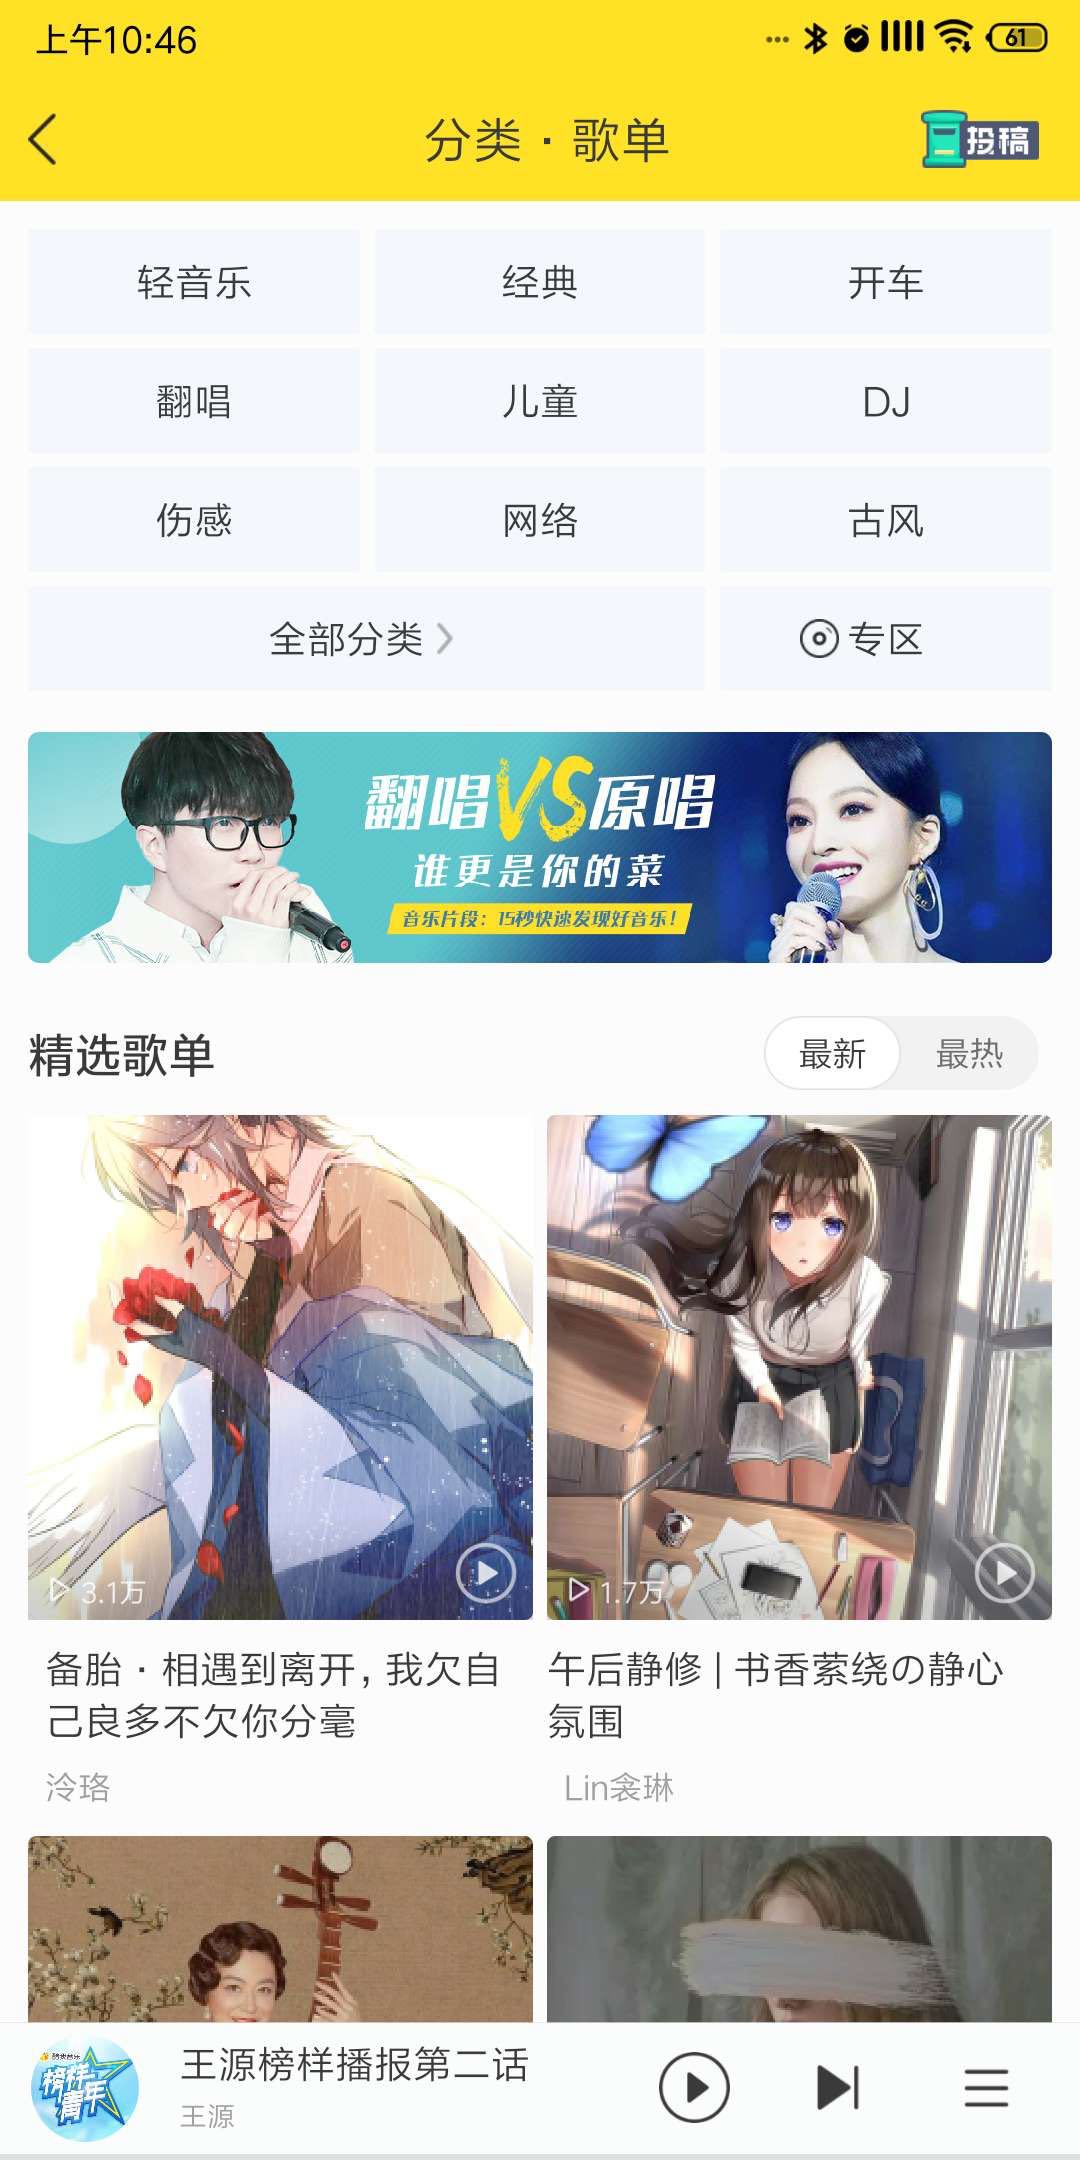 上午10:46
61
分类·歌单
投稿
轻音乐
经典
开车
翻唱
儿童
DJ
伤感
网络
古风
全部分类
专区
翻唱VS原唱
谁更是你的菜
音乐片段：15秒快速发现好音乐！
精选歌单
最新
最热
3.1万
1.7万
备胎·相遇到离开，我欠自
己良多不欠你分毫
泠珞
午后静修 | 书香萦绕の静心
氛围
Lin衾琳
榜样
青年
王源榜样播报第二话
王源